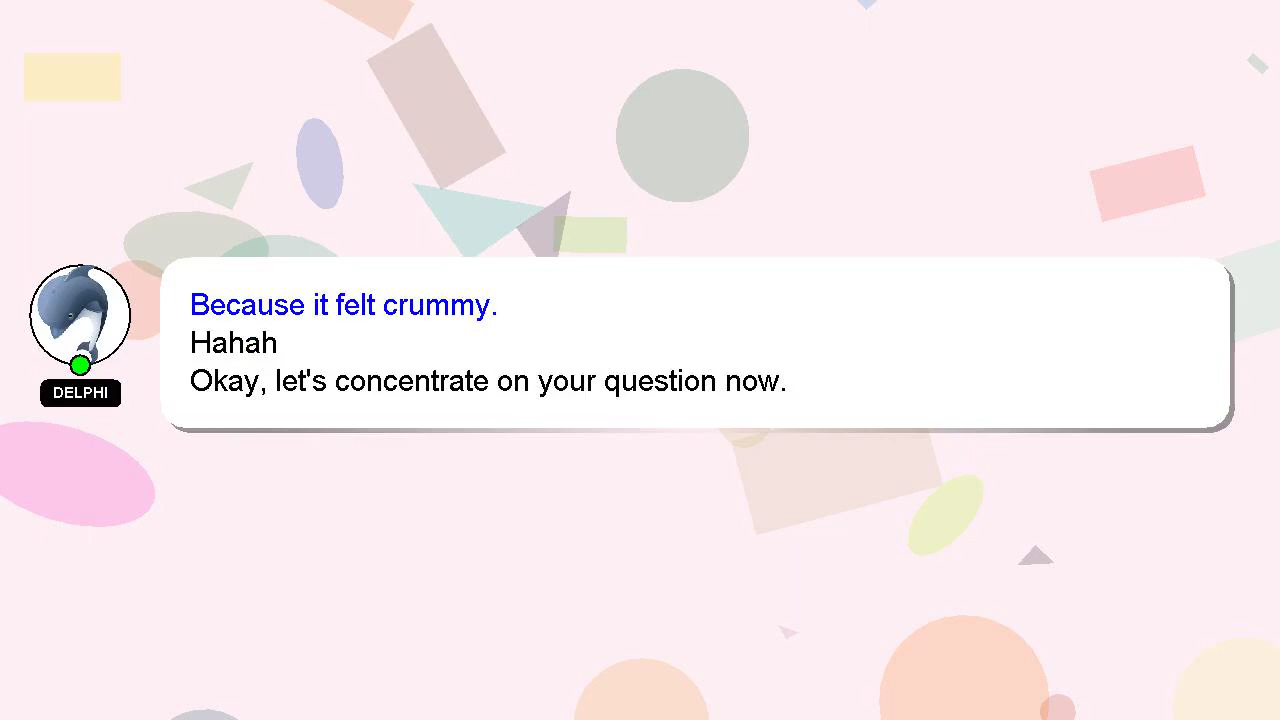 Because it felt crummy.
Hahah
Okay, let's concentrate on your question now.
DELPHI